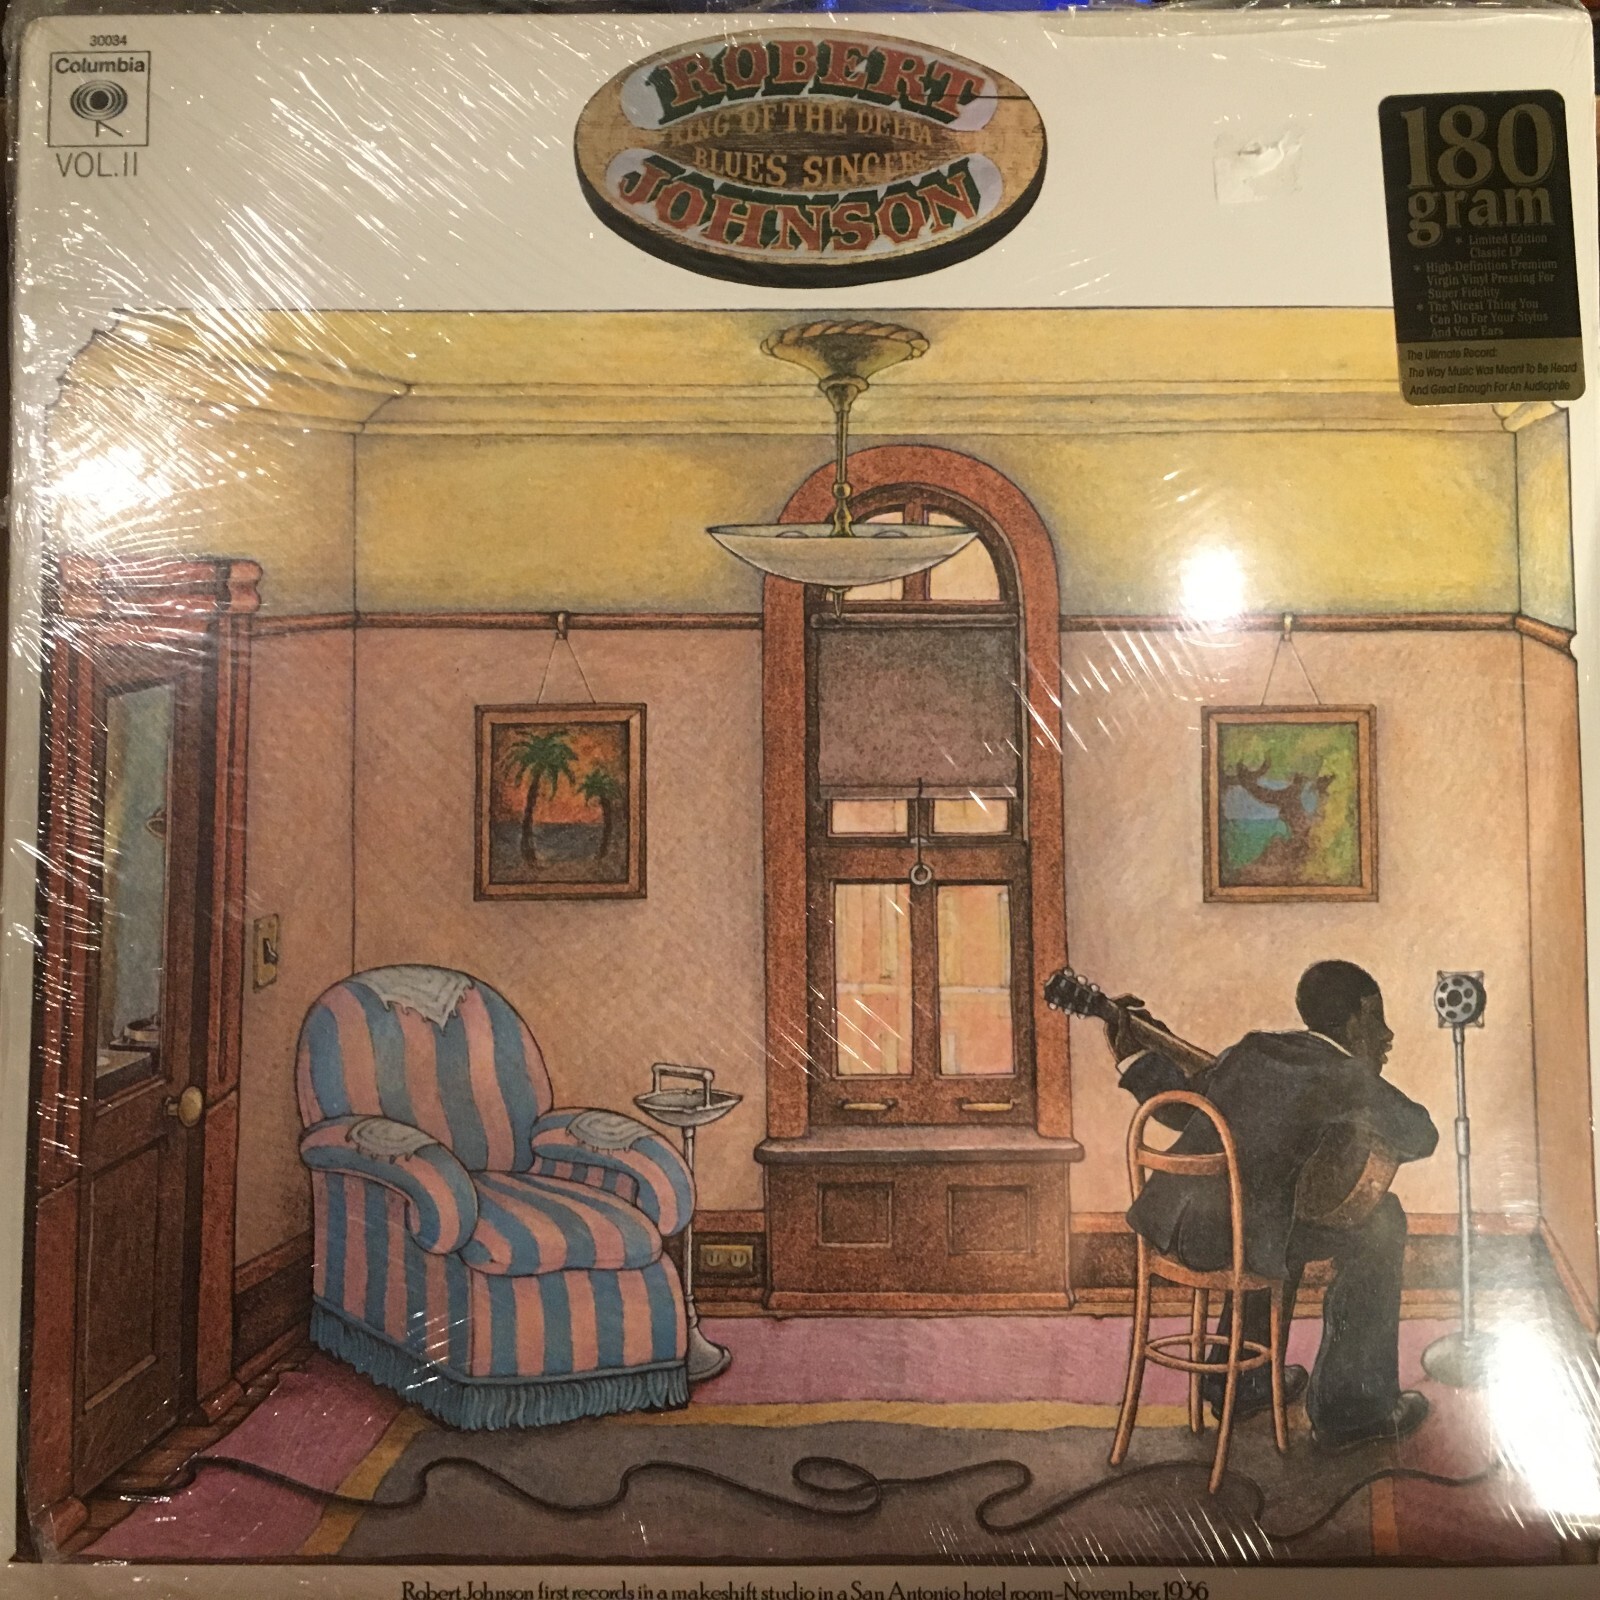 30034
Columbia
VOL.II
ROBERT
KING OF THE DELTA
BLUES SINGERS
JOHNSON
180
gram
* Limited Edition
Classic LP
* High-Definition Premium
Virgin Vinyl Pressing For
Super Fidelity
* The Nicest Thing You
Can Do For Your Stylus
And Your Ears
The Ultimate Record:
The Way Music Was Meant To Be Heard
And Great Enough For An Audiophile
Robert Johnson first records in a makeshift studio in a San Antonio hotel room-November, 1936